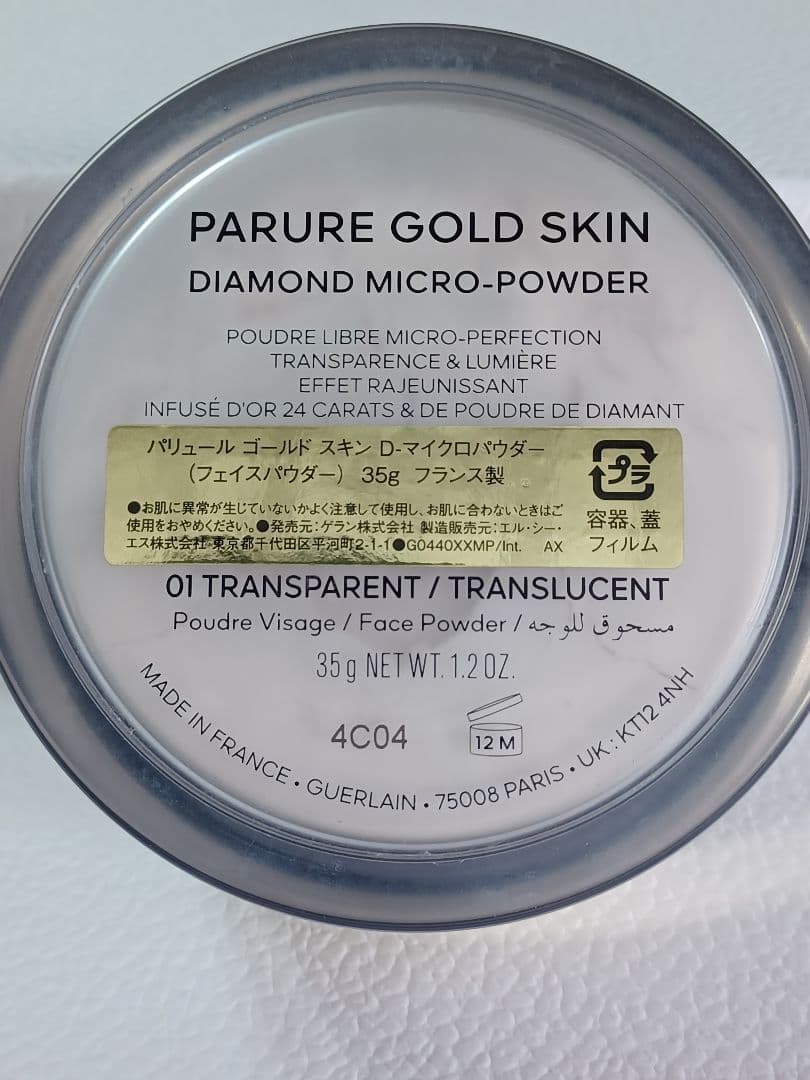 PARURE GOLD SKIN
DIAMOND MICRO-POWDER
POUDRE LIBRE MICRO-PERFECTION
TRANSPARENCE & LUMIÈRE
EFFET RAJEUNISSANT
INFUSÉ D'OR 24 CARATS & DE POUDRE DE DIAMANT
パリュール ゴールド スキン D-マイクロパウダー
(フェイスパウダー) 35g フランス製
●お肌に異常が生じていないかよく注意して使用し、お肌に合わないときはご
使用をおやめください。●発売元:ゲラン株式会社 製造販売元:エル・シー・
エス株式会社 東京都千代田区平河町2-1-1●G0440XXMP/Int. AX
プラ
容器、蓋
フィルム
01 TRANSPARENT / TRANSLUCENT
Poudre Visage / Face Powder / مسحوق للوجه
35g NET WT. 1.2 OZ.
4C04
12 M
MADE IN FRANCE • GUERLAIN • 75008 PARIS • UK : KT12 4NH